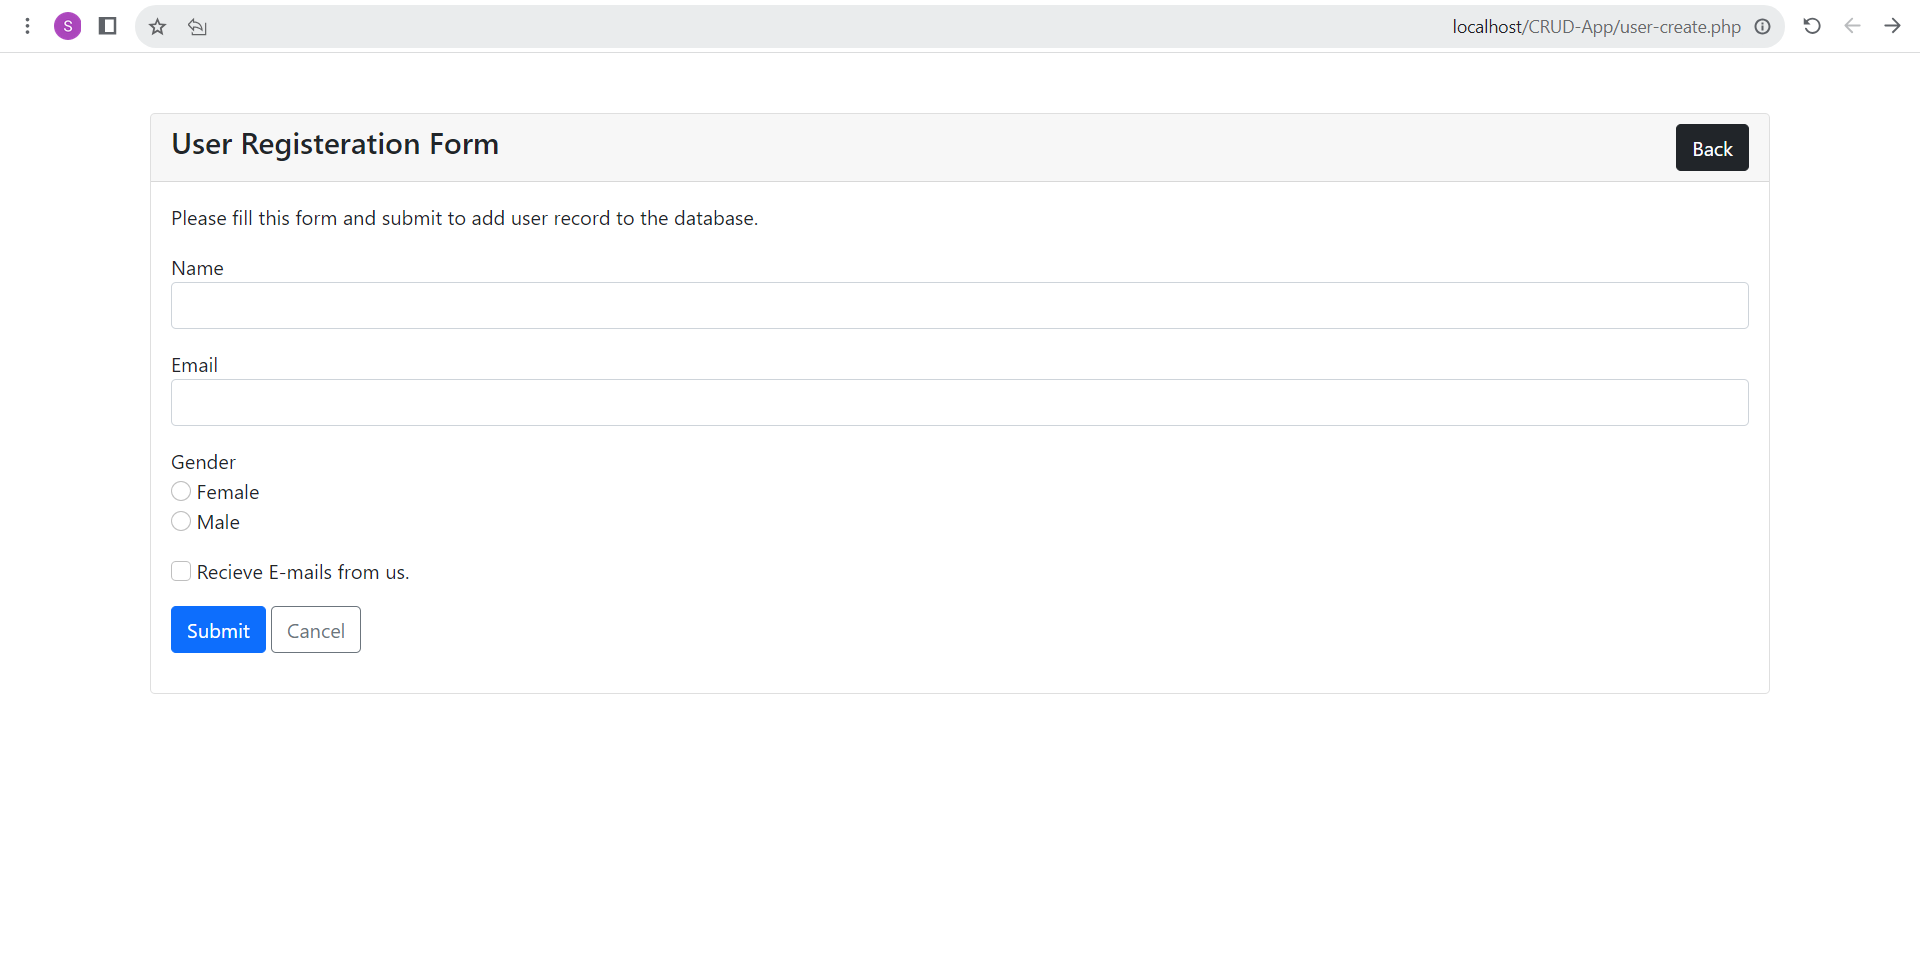 S
localhost/CRUD-App/user-create.php
User Registeration Form
Back
Please fill this form and submit to add user record to the database.
Name
Email
Gender
Female
Male
Recieve E-mails from us.
Submit Cancel